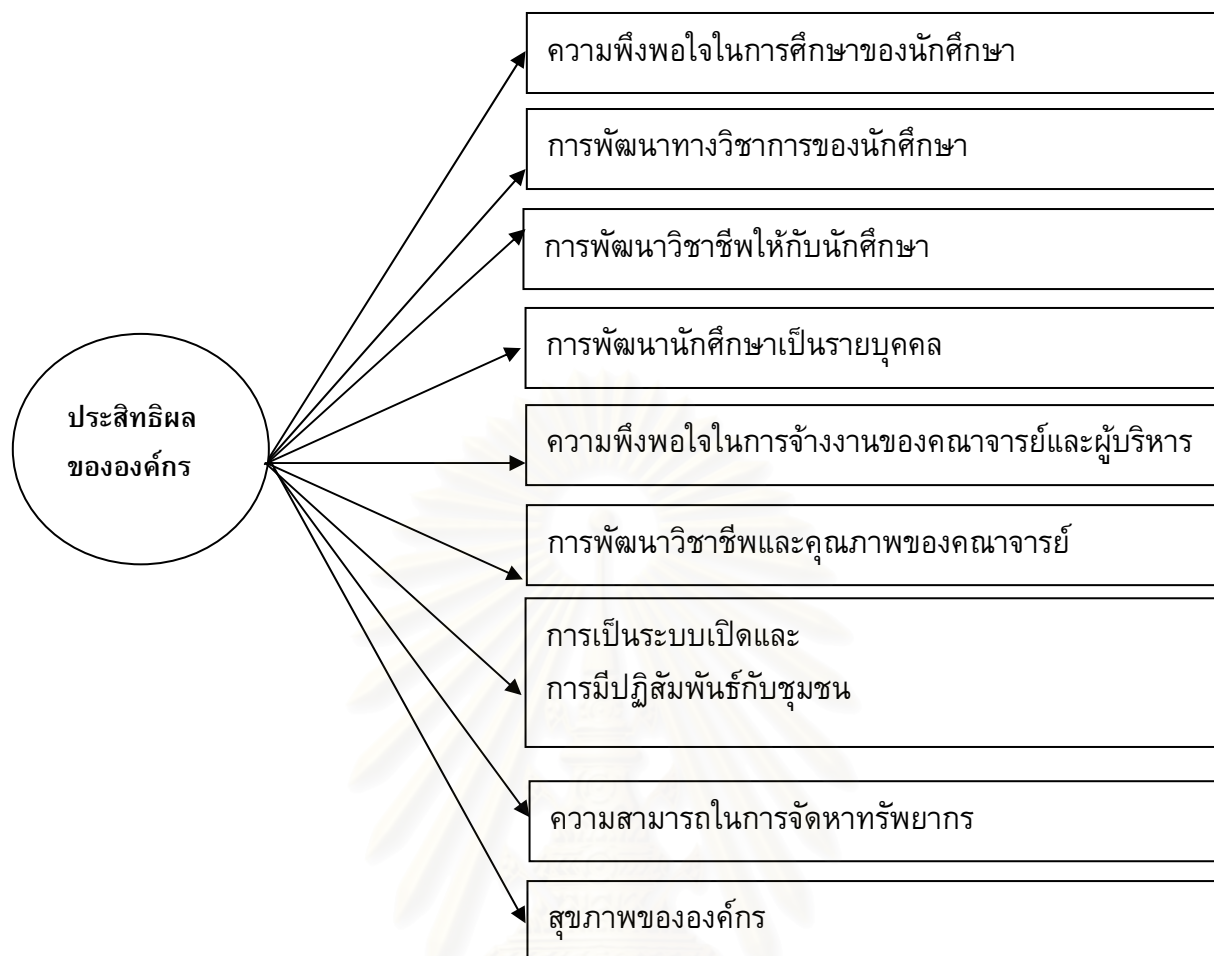 ความพึงพอใจในการศึกษาของนักศึกษา
การพัฒนาทางวิชาการของนักศึกษา
การพัฒนาวิชาชีพให้กับนักศึกษา
การพัฒนานักศึกษาเป็นรายบุคคล
ประสิทธิผล
ขององค์กร
ความพึงพอใจในการจ้างงานของคณาจารย์และผู้บริหาร
การพัฒนาวิชาชีพและคุณภาพของคณาจารย์
การเป็นระบบเปิดและ
การมีปฏิสัมพันธ์กับชุมชน
ความสามารถในการจัดหาทรัพยากร
สุขภาพขององค์กร